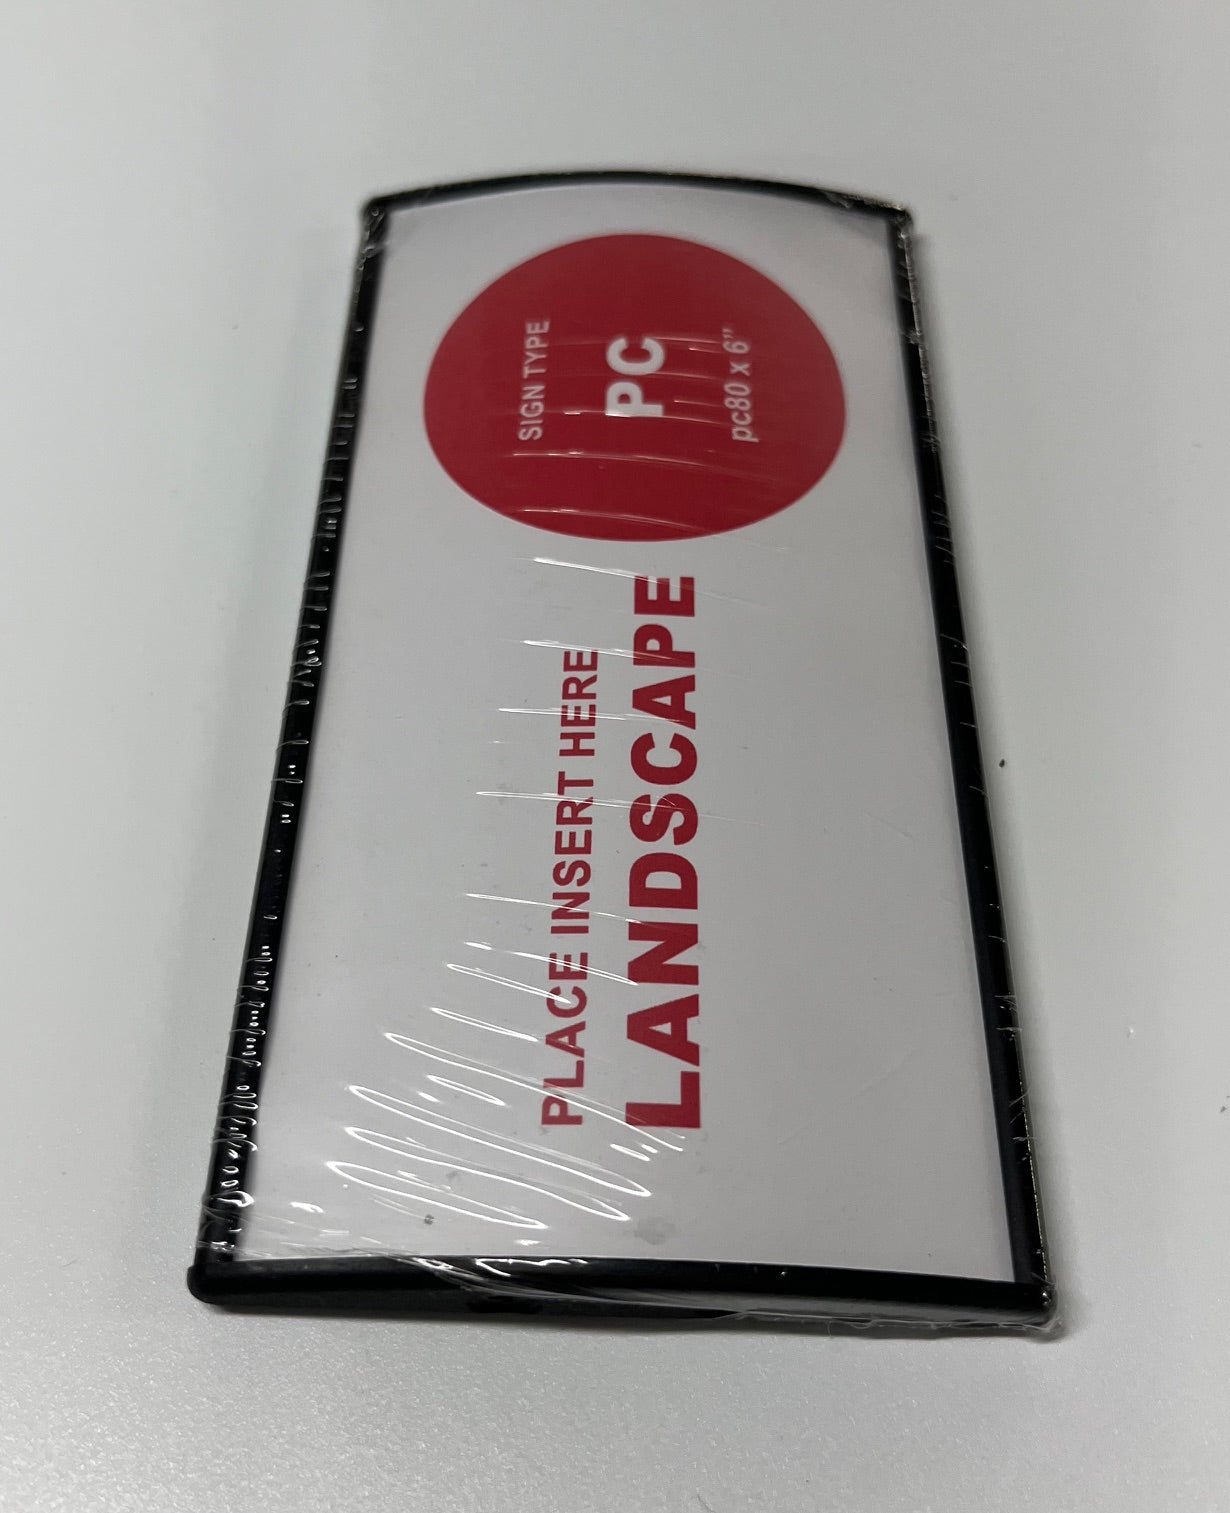 PLACE INSERT HERE
LANDSCAPE
SIGN TYPE
PC
pc80 x 6"